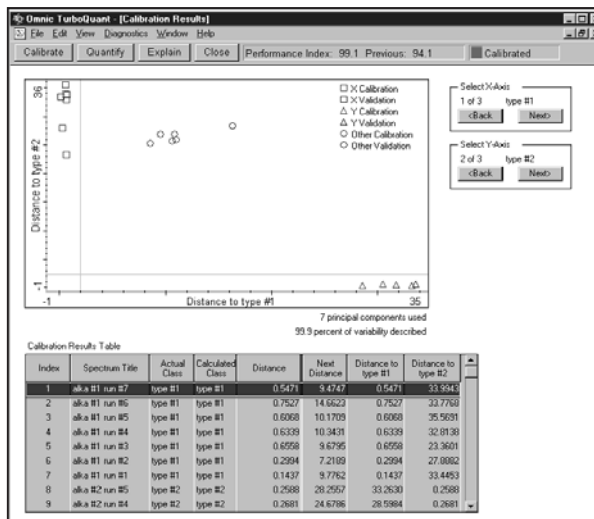 Omnic TurboQuant - [Calibration Results]
File Edit View Diagnostics Window Help
Calibrate Quantify Explain Close Performance Index: 99.1 Previous: 94.1 Calibrated
36
Distance to type #2
-1
-1 Distance to type #1 35
X Calibration
X Validation
Y Calibration
Y Validation
Other Calibration
Other Validation
Select X-Axis
1 of 3 type #1
<Back Next>
Select Y-Axis
2 of 3 type #2
<Back Next>
7 principal components used
99.9 percent of variability described
Calibration Results Table
Index Spectrum Title Actual Class Calculated Class Distance Next Distance Distance to type #1 Distance to type #2
1 alka #1 run #7 type #1 type #1 0.5471 9.4747 0.5471 33.9943
2 alka #1 run #6 type #1 type #1 0.7527 14.6623 0.7527 33.7768
3 alka #1 run #5 type #1 type #1 0.6068 10.1709 0.6068 35.5691
4 alka #1 run #4 type #1 type #1 0.6339 10.3431 0.6339 32.8138
5 alka #1 run #3 type #1 type #1 0.6558 9.6795 0.6558 23.3601
6 alka #1 run #2 type #1 type #1 0.2994 7.2189 0.2994 27.8882
7 alka #1 run #1 type #1 type #1 0.1437 9.7762 0.1437 33.4453
8 alka #2 run #5 type #2 type #2 0.2588 28.2557 33.2630 0.2588
9 alka #2 run #4 type #2 type #2 0.2681 24.6786 28.5984 0.2681